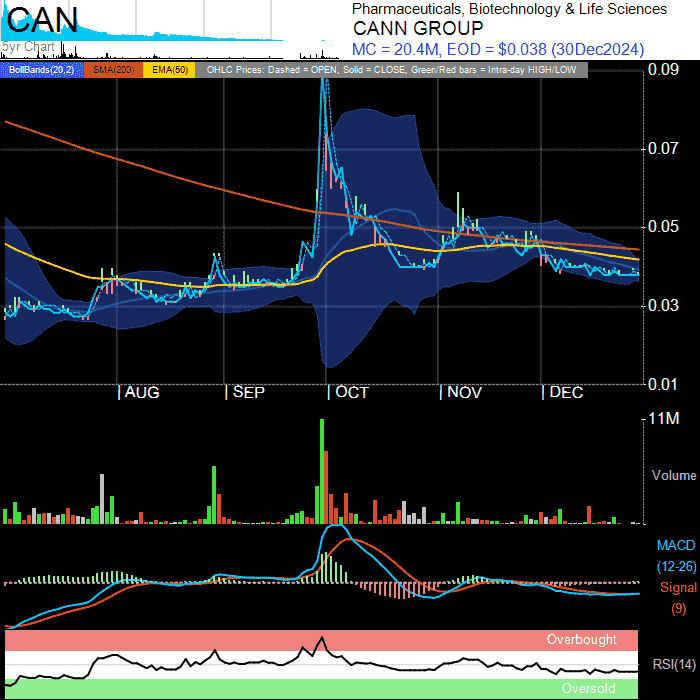 CAN
5yr Chart
Pharmaceuticals, Biotechnology & Life Sciences
CANN GROUP
MC = 20.4M, EOD = $0.038 (30Dec2024)
BollBands(20,2) SMA(200) EMA(50) OHLC Prices: Dashed = OPEN, Solid = CLOSE, Green/Red bars = Intra-day HIGH/LOW
0.09
0.07
0.05
0.03
0.01
AUG SEP OCT NOV DEC
11M
Volume
MACD
(12-26)
Signal
(9)
Overbought
RSI(14)
Oversold